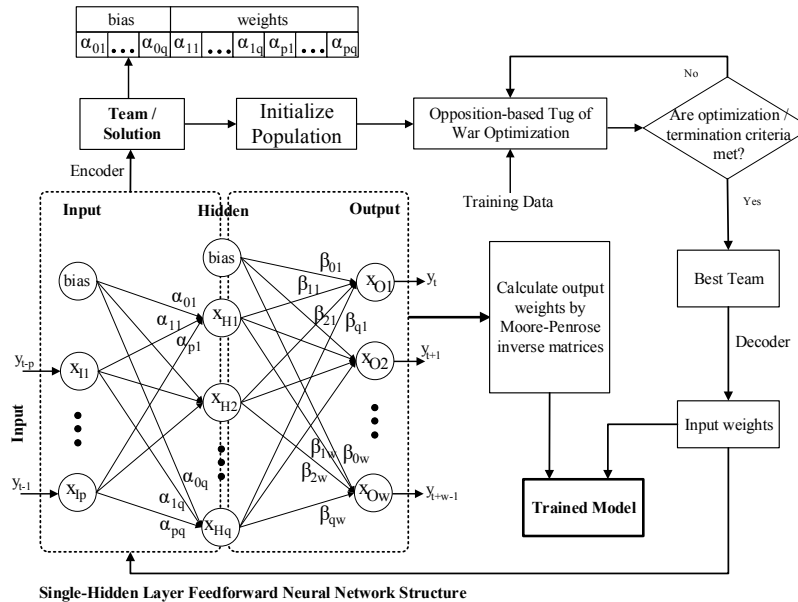 bias weights
α01 ... α0q α11 ... α1q αp1 ... αpq
No
Team /
Solution
Initialize
Population
Opposition-based Tug of
War Optimization
Are optimization /
termination criteria
met?
Encoder
Training Data
Yes
Input Hidden Output
bias
bias
β01
β11
β21
βq1
xO1
yt
α01
α11
αp1
xH1
Calculate output
weights by
Moore-Penrose
inverse matrices
Best Team
yt-p
xI1
xO2
yt+1
Decoder
xH2
Input
Input weights
β1w
β0w
β2w
α0q
α1q
αpq
yt-1
xIp
xOw
yt+w-1
βqw
xHq
Trained Model
Single-Hidden Layer Feedforward Neural Network Structure